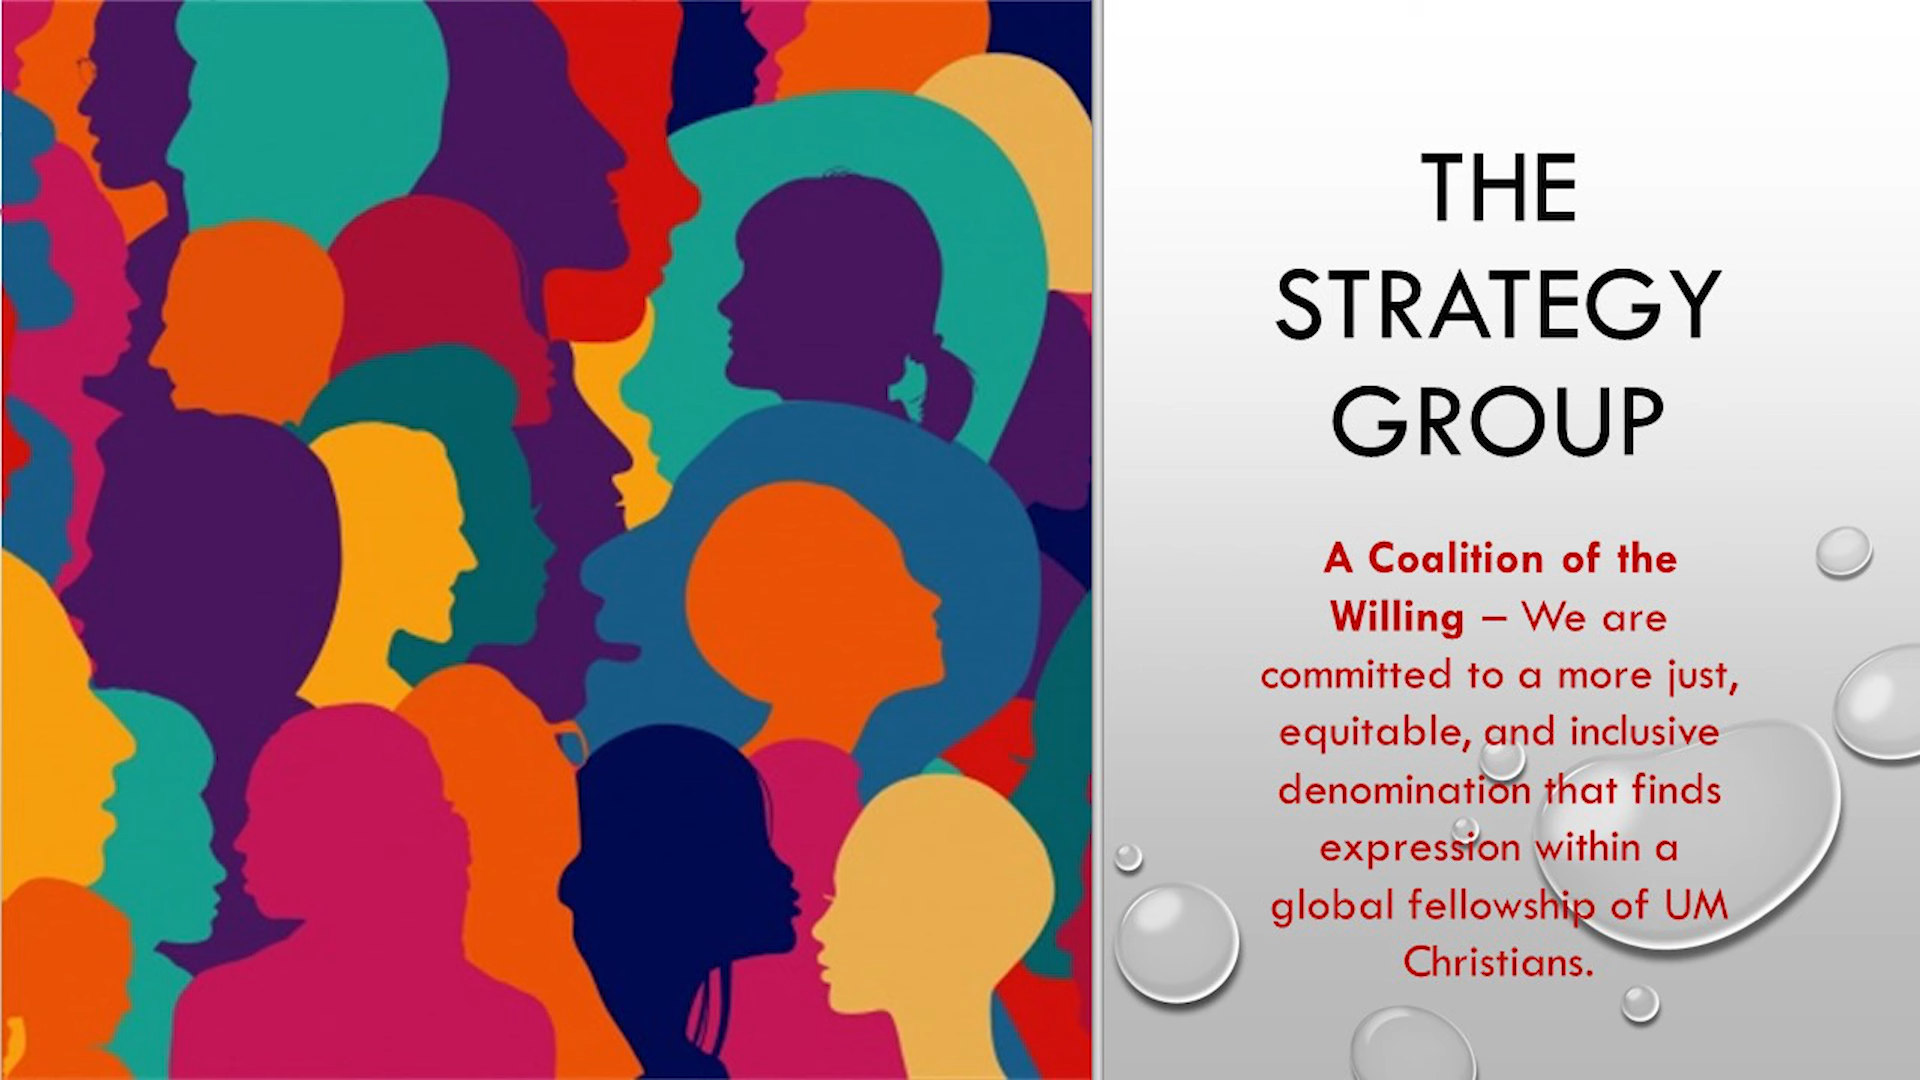 THE
STRATEGY
GROUP
A Coalition of the
Willing – We are
committed to a more just,
equitable, and inclusive
denomination that finds
expression within a
global fellowship of UM
Christians.